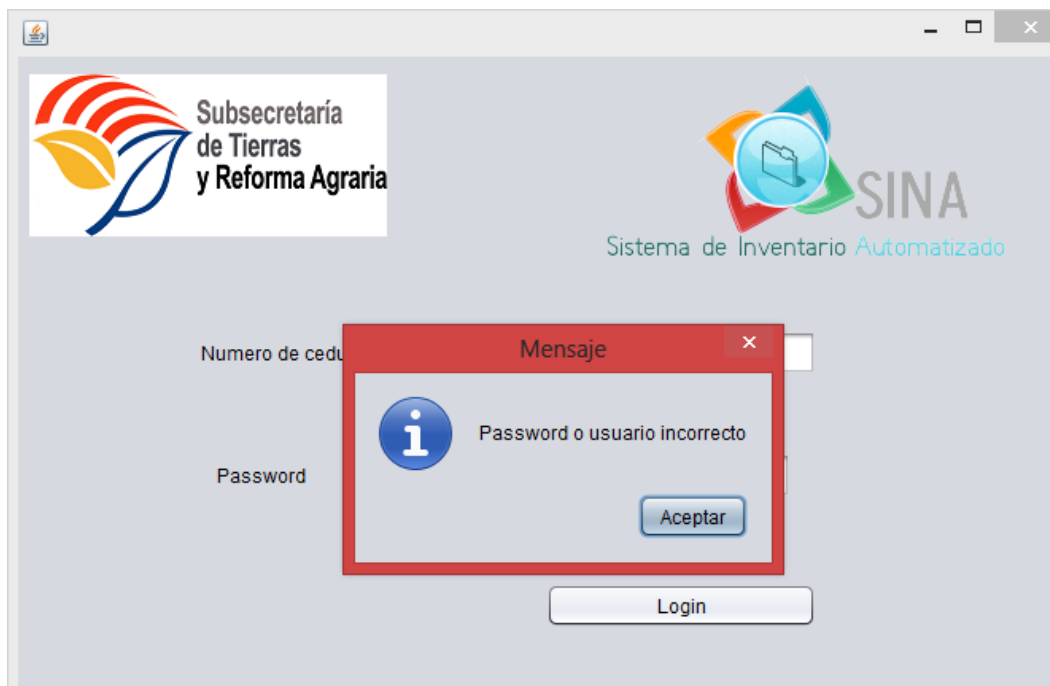 Subsecretaría
de Tierras
y Reforma Agraria
SINA
Sistema de Inventario Automatizado
Numero de cedu
Mensaje
Password o usuario incorrecto
Password
Aceptar
Login